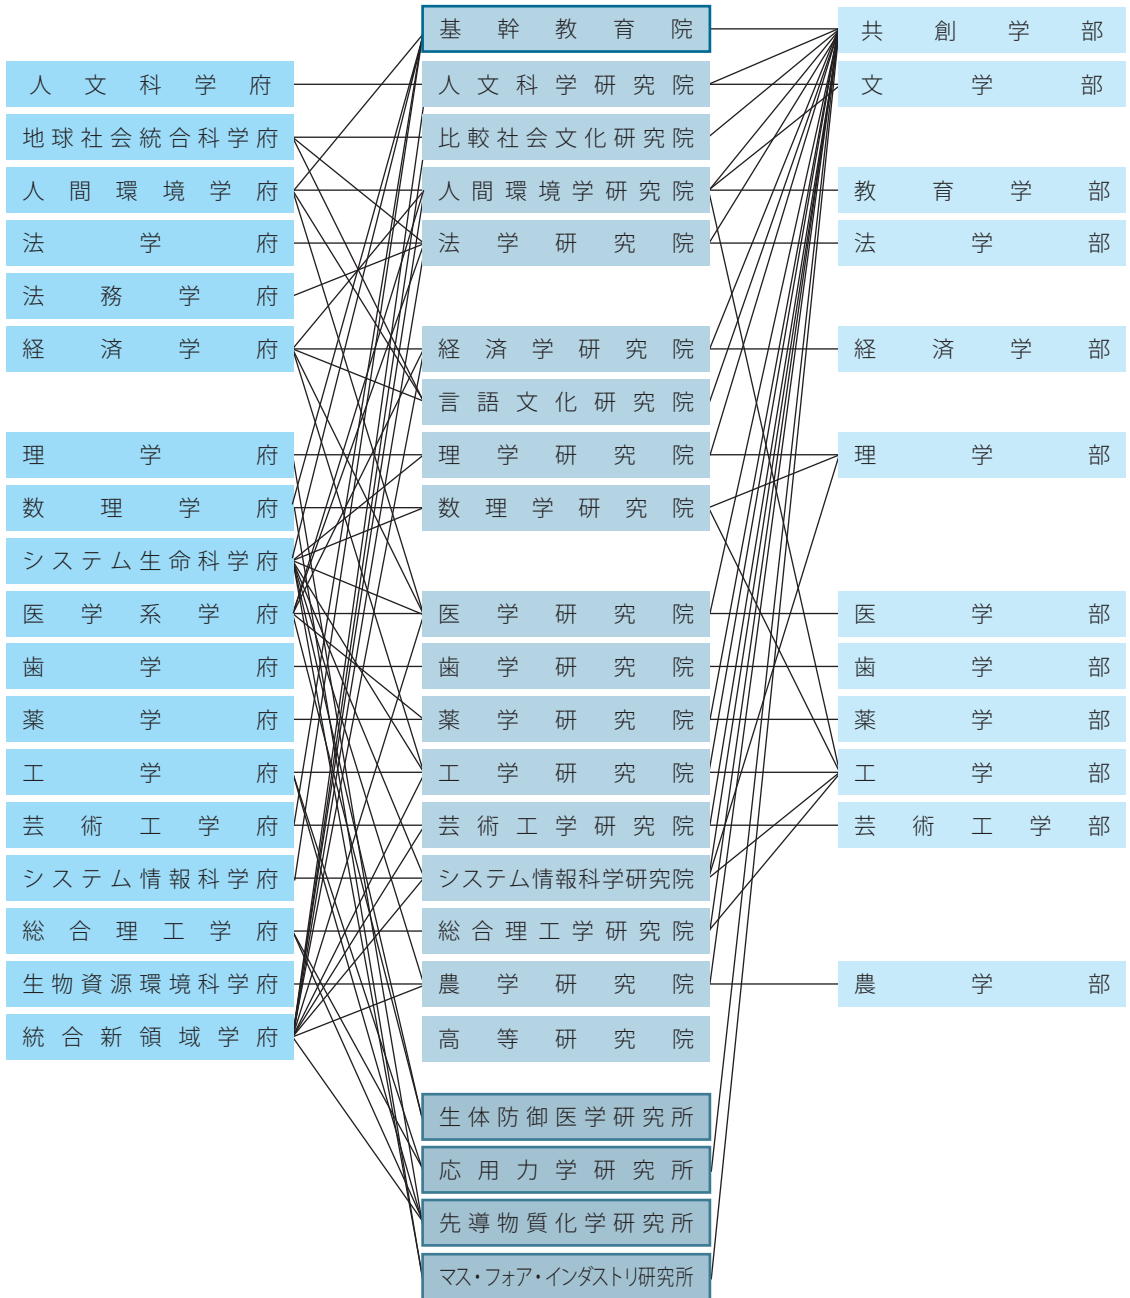 基幹教育院
共創学部
人文科学府
人文科学研究院
文学部
地球社会統合科学府
比較社会文化研究院
人間環境学府
人間環境学研究院
教育学部
法学府
法学研究院
法学部
法務学府
経済学府
経済学研究院
経済学部
言語文化研究院
理学府
理学研究院
理学部
数理学府
数理学研究院
システム生命科学府
医学系学府
医学研究院
医学部
歯学府
歯学研究院
歯学部
薬学府
薬学研究院
薬学部
工学府
工学研究院
工学部
芸術工学府
芸術工学研究院
芸術工学部
システム情報科学府
システム情報科学研究院
総合理工学府
総合理工学研究院
生物資源環境科学府
農学研究院
農学部
統合新領域学府
高等研究院
生体防御医学研究所
応用力学研究所
先導物質化学研究所
マス・フォア・インダストリ研究所